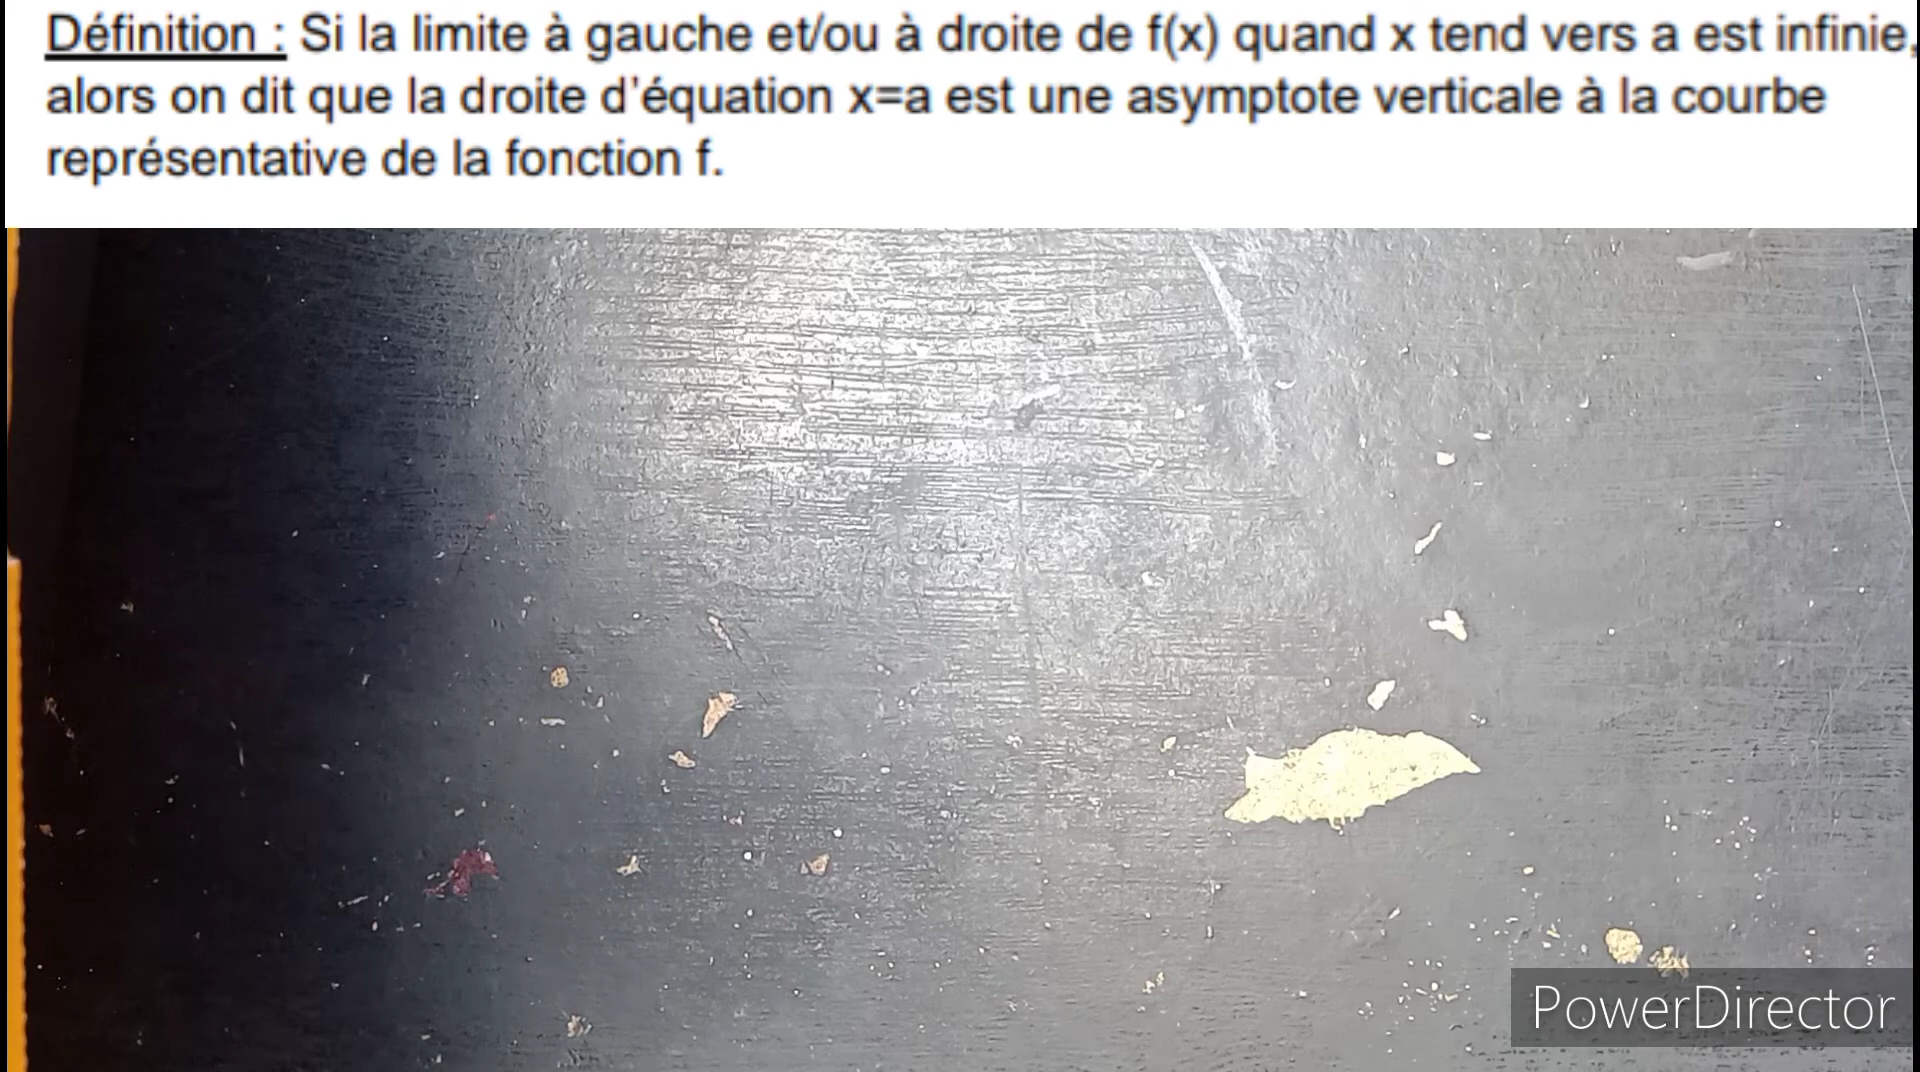 Définition : Si la limite à gauche et/ou à droite de f(x) quand x tend vers a est infinie,
alors on dit que la droite d'équation x=a est une asymptote verticale à la courbe
représentative de la fonction f.
PowerDirector